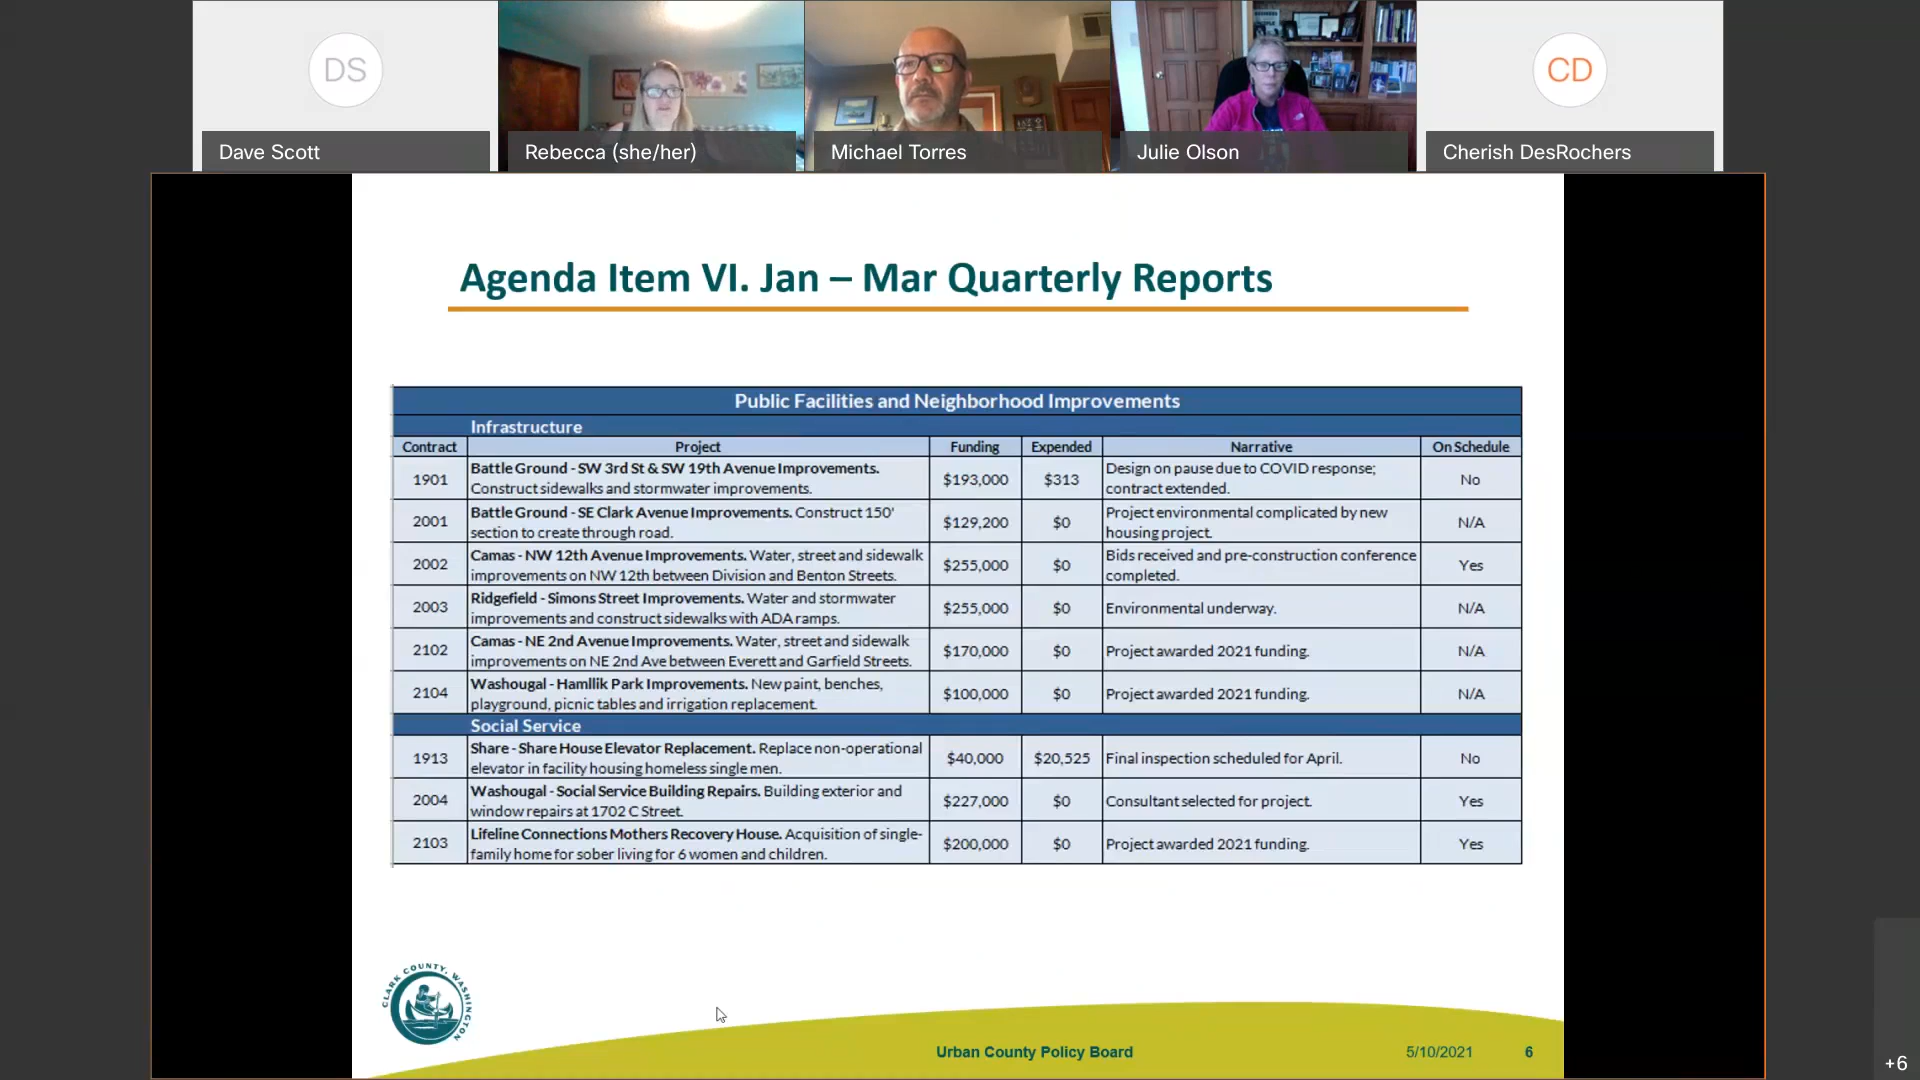 DS
CD
Dave Scott
Rebecca (she/her)
Michael Torres
Julie Olson
Cherish DesRochers
Agenda Item VI. Jan – Mar Quarterly Reports
Public Facilities and Neighborhood Improvements
Infrastructure
Contract Project Funding Expended Narrative On Schedule
1901 Battle Ground - SW 3rd St & SW 19th Avenue Improvements. $193,000 $313 Design on pause due to COVID response; No
Construct sidewalks and stormwater improvements. contract extended.
2001 Battle Ground - SE Clark Avenue Improvements. Construct 150' $129,200 $0 Project environmental complicated by new N/A
section to create through road. housing project.
2002 Camas - NW 12th Avenue Improvements. Water, street and sidewalk $255,000 $0 Bids received and pre-construction conference Yes
improvements on NW 12th between Division and Benton Streets. completed.
2003 Ridgefield - Simons Street Improvements. Water and stormwater $255,000 $0 Environmental underway. N/A
improvements and construct sidewalks with ADA ramps.
2102 Camas - NE 2nd Avenue Improvements. Water, street and sidewalk $170,000 $0 Project awarded 2021 funding. N/A
improvements on NE 2nd Ave between Everett and Garfield Streets.
2104 Washougal - Hamllik Park Improvements. New paint, benches, $100,000 $0 Project awarded 2021 funding. N/A
playground, picnic tables and irrigation replacement.
Social Service
1913 Share - Share House Elevator Replacement. Replace non-operational $40,000 $20,525 Final inspection scheduled for April. No
elevator in facility housing homeless single men.
2004 Washougal - Social Service Building Repairs. Building exterior and $227,000 $0 Consultant selected for project. Yes
window repairs at 1702 C Street.
2103 Lifeline Connections Mothers Recovery House. Acquisition of single- $200,000 $0 Project awarded 2021 funding. Yes
family home for sober living for 6 women and children.
CLARK COUNTY, WASHINGTON
Urban County Policy Board 5/10/2021 6
+6